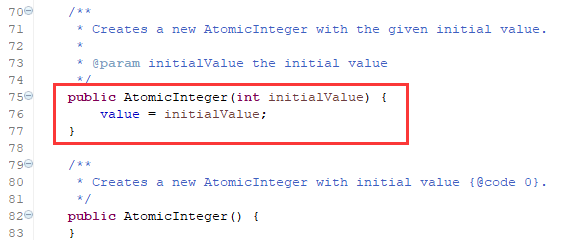 70 /**
71 * Creates a new AtomicInteger with the given initial value.
72 *
73 * @param initialValue the initial value
74 */
75 public AtomicInteger(int initialValue) {
76 value = initialValue;
77 }
78
79 /**
80 * Creates a new AtomicInteger with initial value {@code 0}.
81 */
82 public AtomicInteger() {
83 }